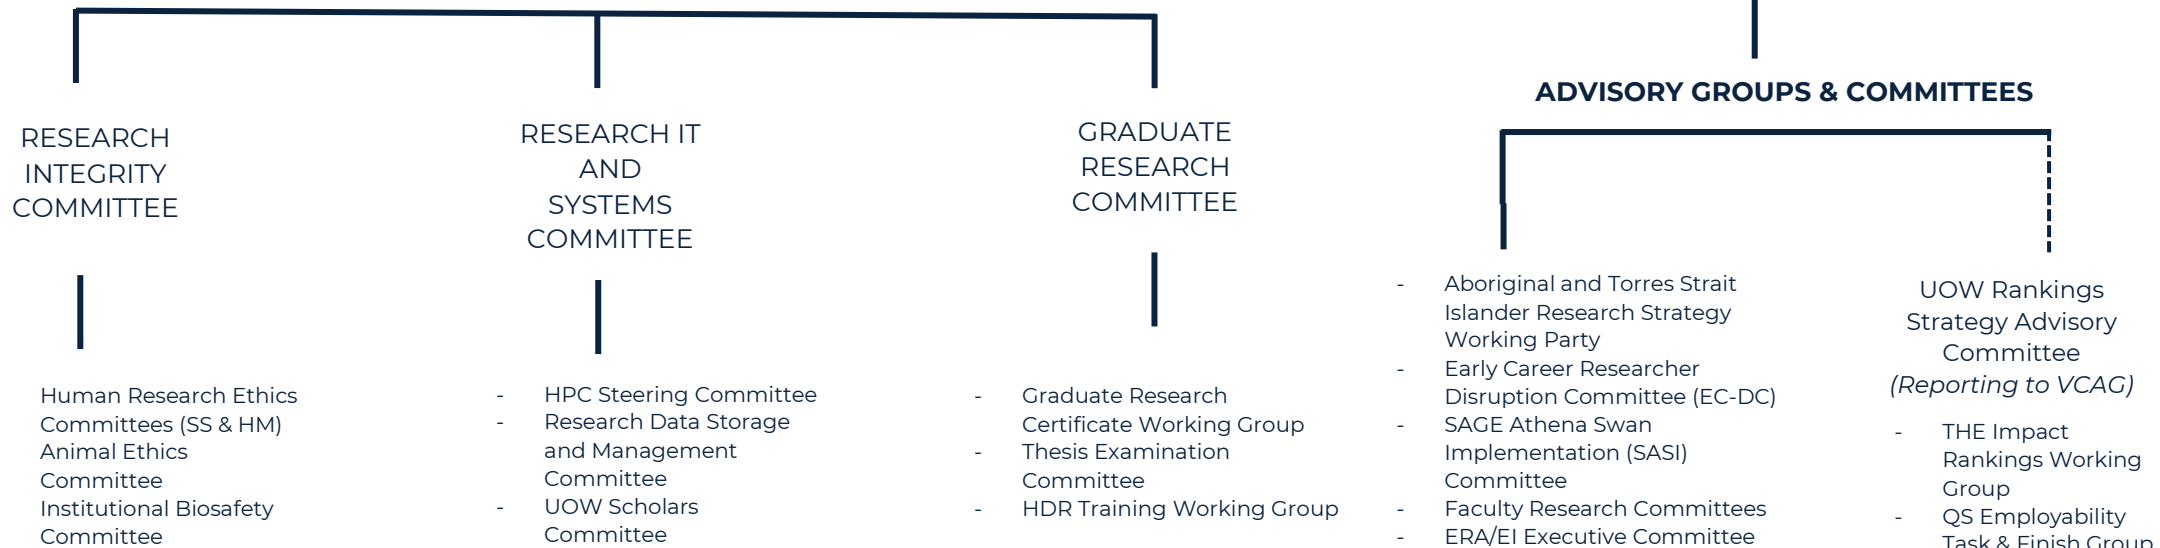 RESEARCH
INTEGRITY
COMMITTEE
Human Research Ethics
Committees (SS & HM)
Animal Ethics
Committee
Institutional Biosafety
Committee
RESEARCH IT
AND
SYSTEMS
COMMITTEE
- HPC Steering Committee
- Research Data Storage
and Management
Committee
- UOW Scholars
Committee
GRADUATE
RESEARCH
COMMITTEE
- Graduate Research
Certificate Working Group
- Thesis Examination
Committee
- HDR Training Working Group
ADVISORY GROUPS & COMMITTEES
- Aboriginal and Torres Strait
Islander Research Strategy
Working Party
- Early Career Researcher
Disruption Committee (EC-DC)
- SAGE Athena Swan
Implementation (SASI)
Committee
- Faculty Research Committees
- ERA/EI Executive Committee
UOW Rankings
Strategy Advisory
Committee
(Reporting to VCAG)
- THE Impact
Rankings Working
Group
- QS Employability
Task & Finish Group